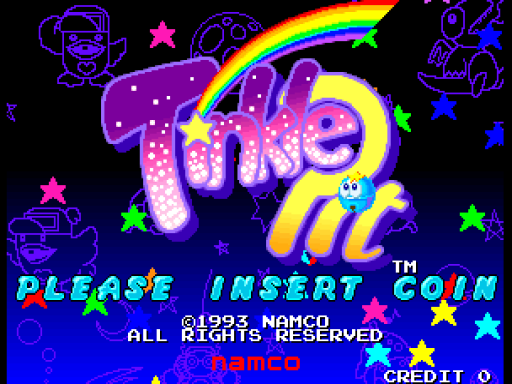 Tinkle
Pit
TM
PLEASE INSERT COIN
©1993 NAMCO
ALL RIGHTS RESERVED
namco
CREDIT 0